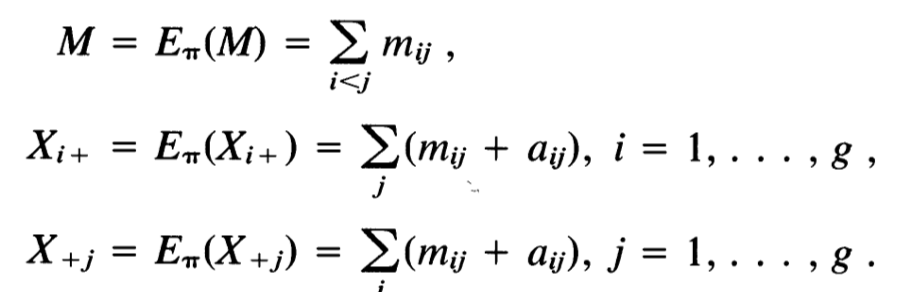 M = E_π(M) = ∑_{i<j} m_{ij} ,
X_{i+} = E_π(X_{i+}) = ∑_j (m_{ij} + a_{ij}), i = 1, . . . , g ,
X_{+j} = E_π(X_{+j}) = ∑_i (m_{ij} + a_{ij}), j = 1, . . . , g .